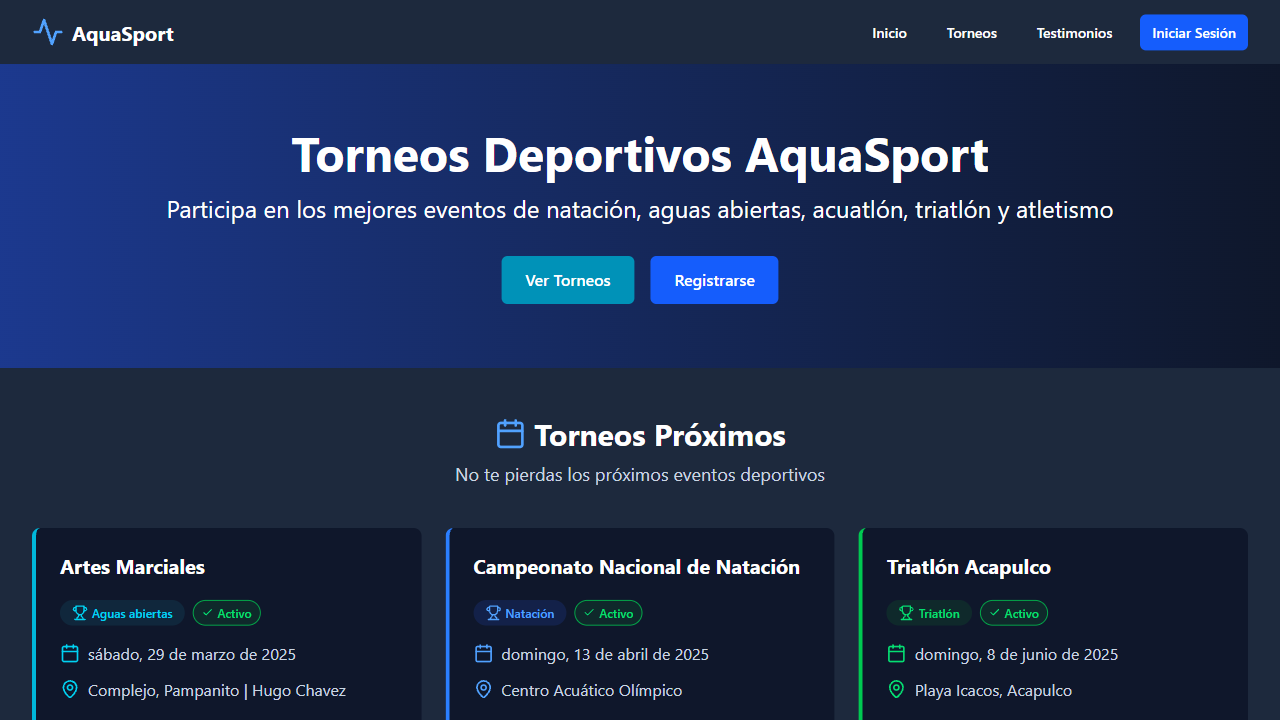 AquaSport
Inicio
Torneos
Testimonios
Iniciar Sesión
Torneos Deportivos AquaSport
Participa en los mejores eventos de natación, aguas abiertas, acuatlón, triatlón y atletismo
Ver Torneos
Registrarse
Torneos Próximos
No te pierdas los próximos eventos deportivos
Artes Marciales
Aguas abiertas
Activo
sábado, 29 de marzo de 2025
Complejo, Pampanito | Hugo Chavez
Campeonato Nacional de Natación
Natación
Activo
domingo, 13 de abril de 2025
Centro Acuático Olímpico
Triatlón Acapulco
Triatlón
Activo
domingo, 8 de junio de 2025
Playa Icacos, Acapulco